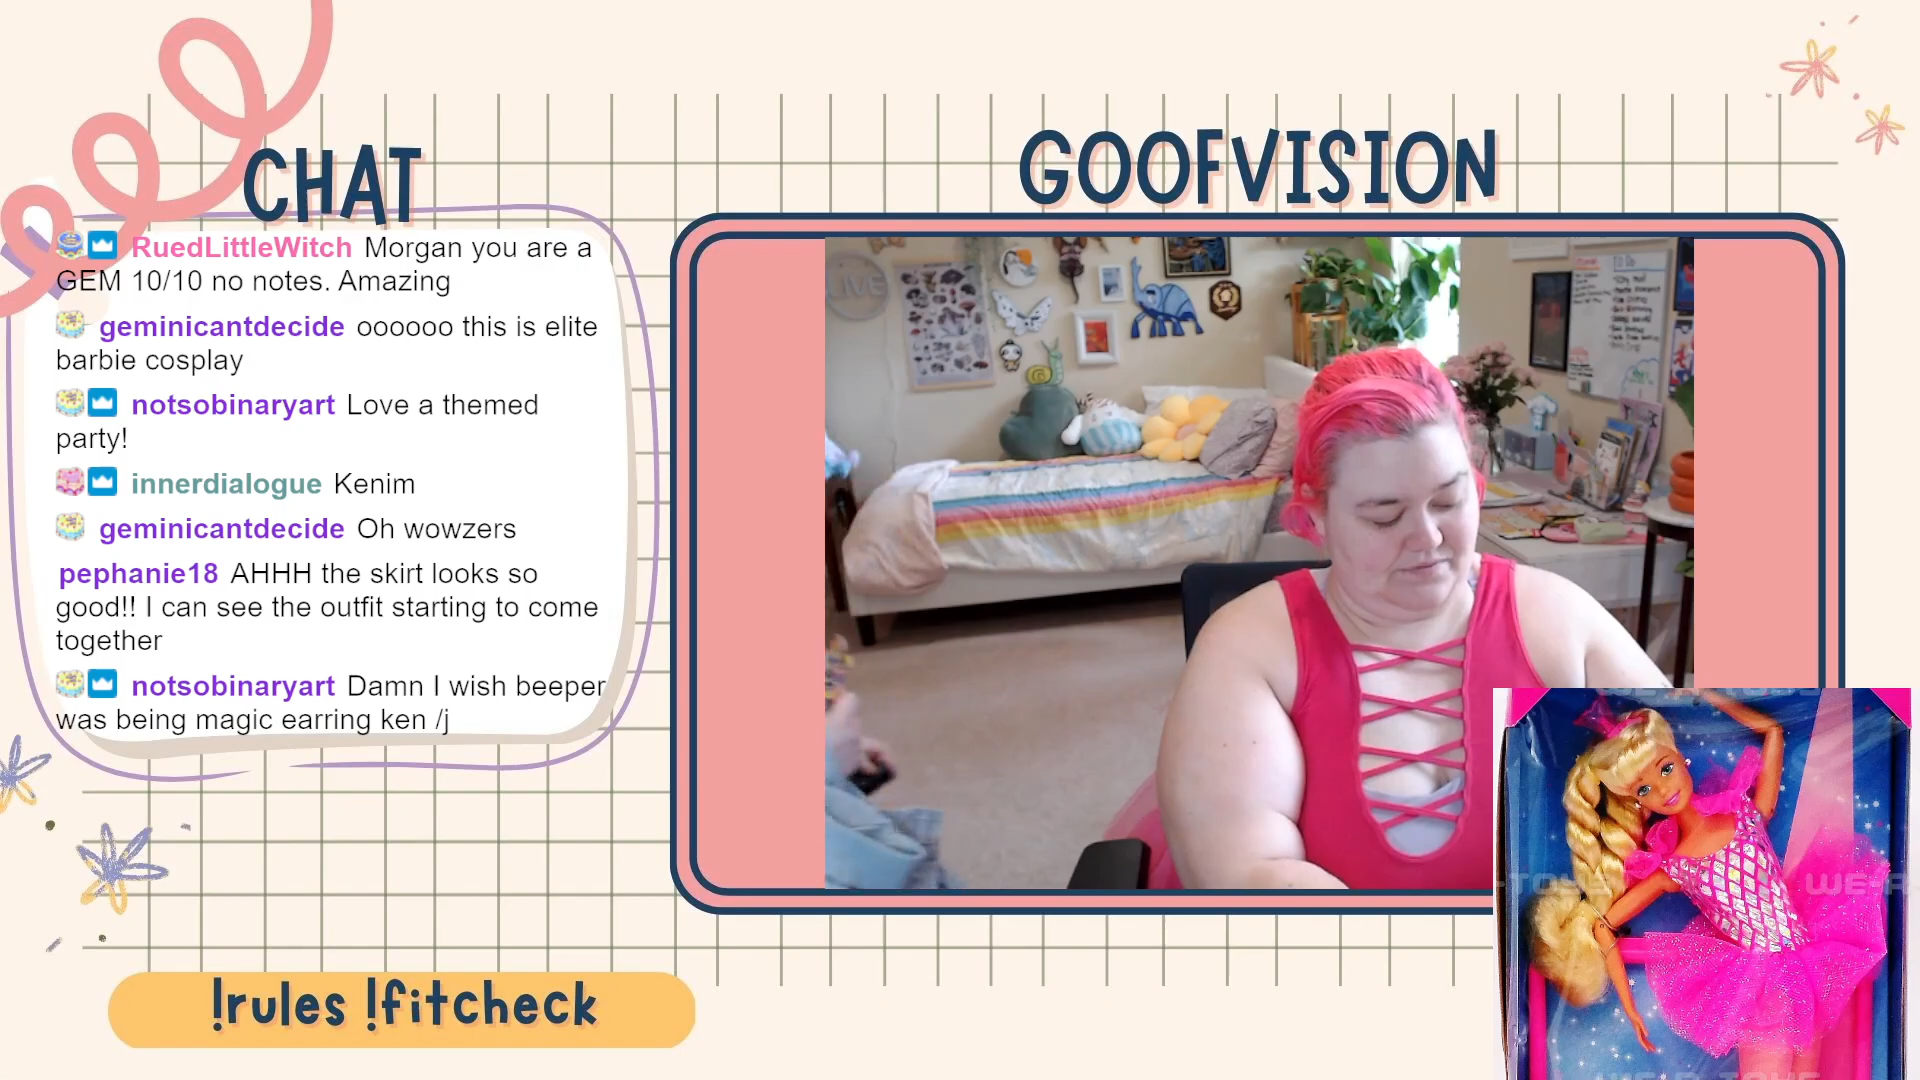 CHAT
GOOFVISION
RuedLittleWitch Morgan you are a
GEM 10/10 no notes. Amazing
geminicantdecide oooooo this is elite
barbie cosplay
notsobinaryart Love a themed
party!
innerdialogue Kenim
geminicantdecide Oh wowzers
pephanie18 AHHH the skirt looks so
good!! I can see the outfit starting to come
together
notsobinaryart Damn I wish beeper
was being magic earring ken /j
!rules !fitcheck
LIVE